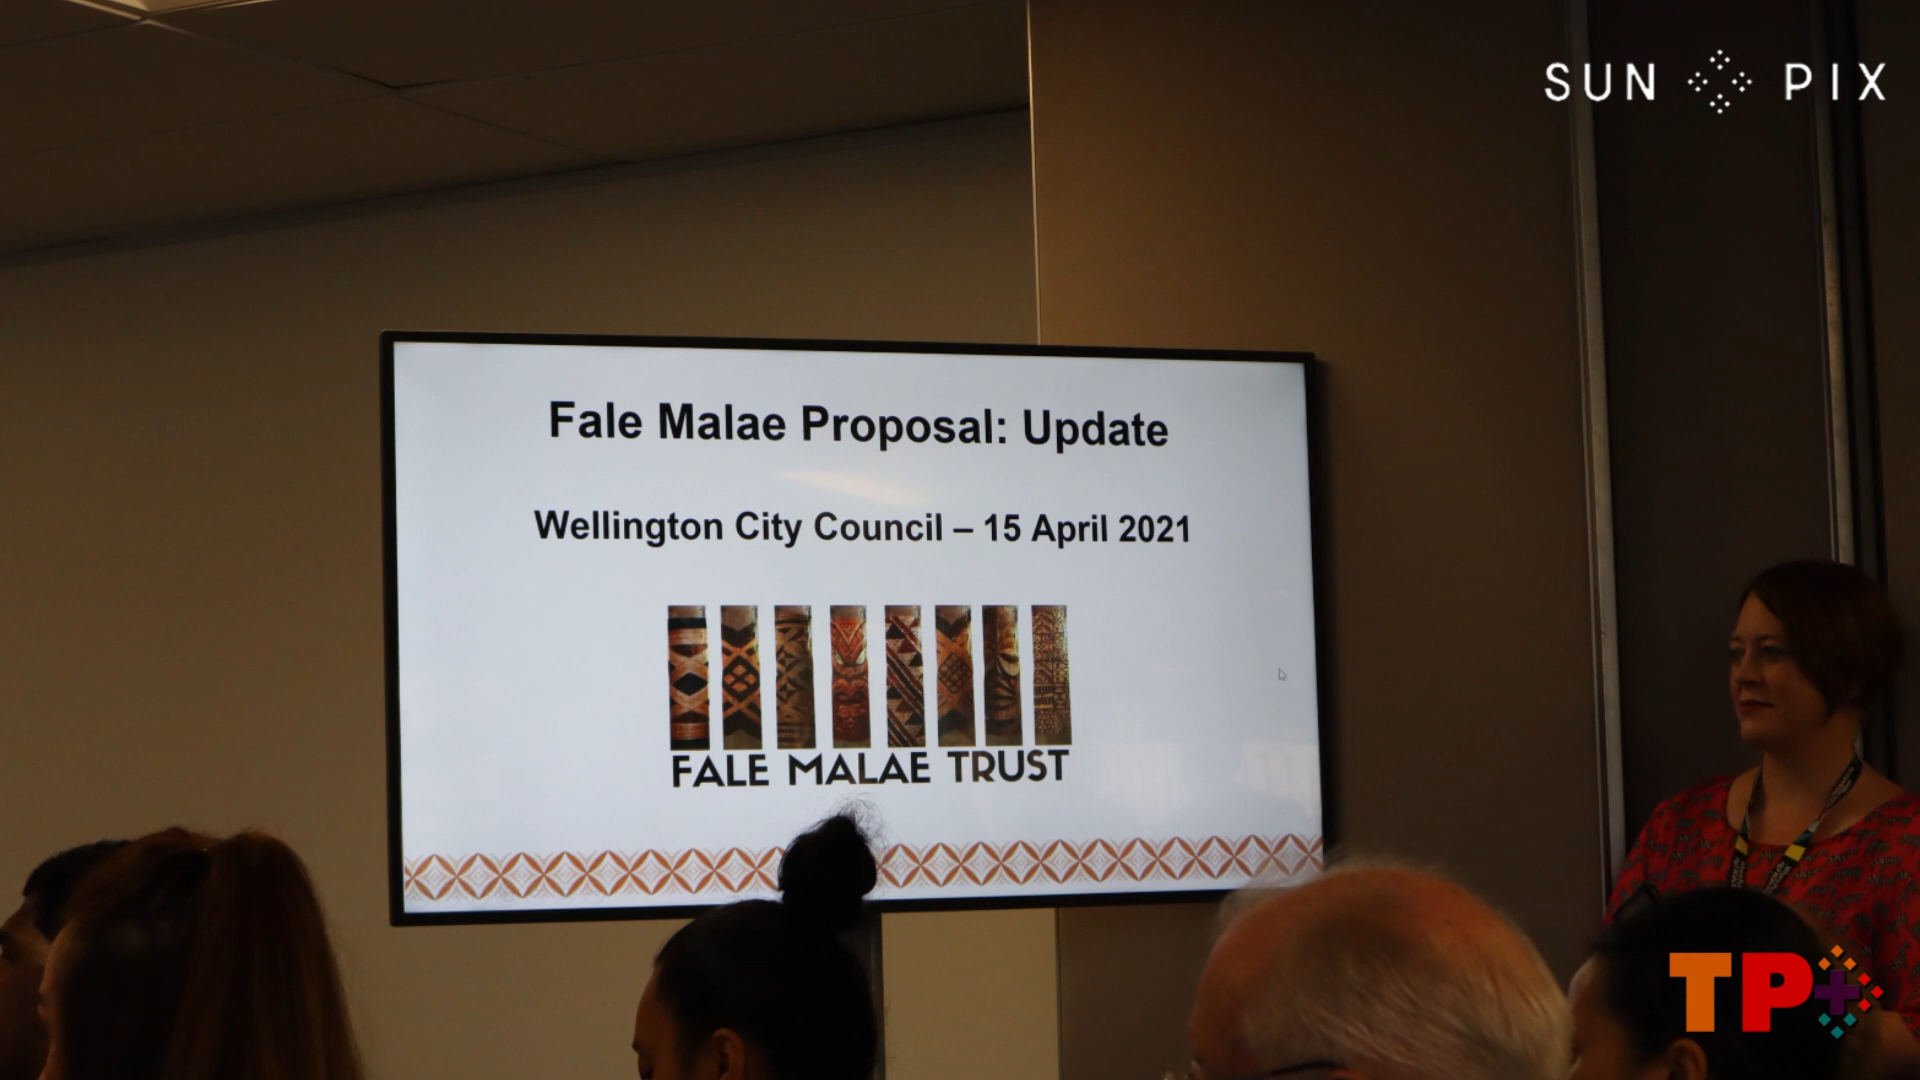 SUN PIX
Fale Malae Proposal: Update
Wellington City Council – 15 April 2021
FALE MALAE TRUST
TP+